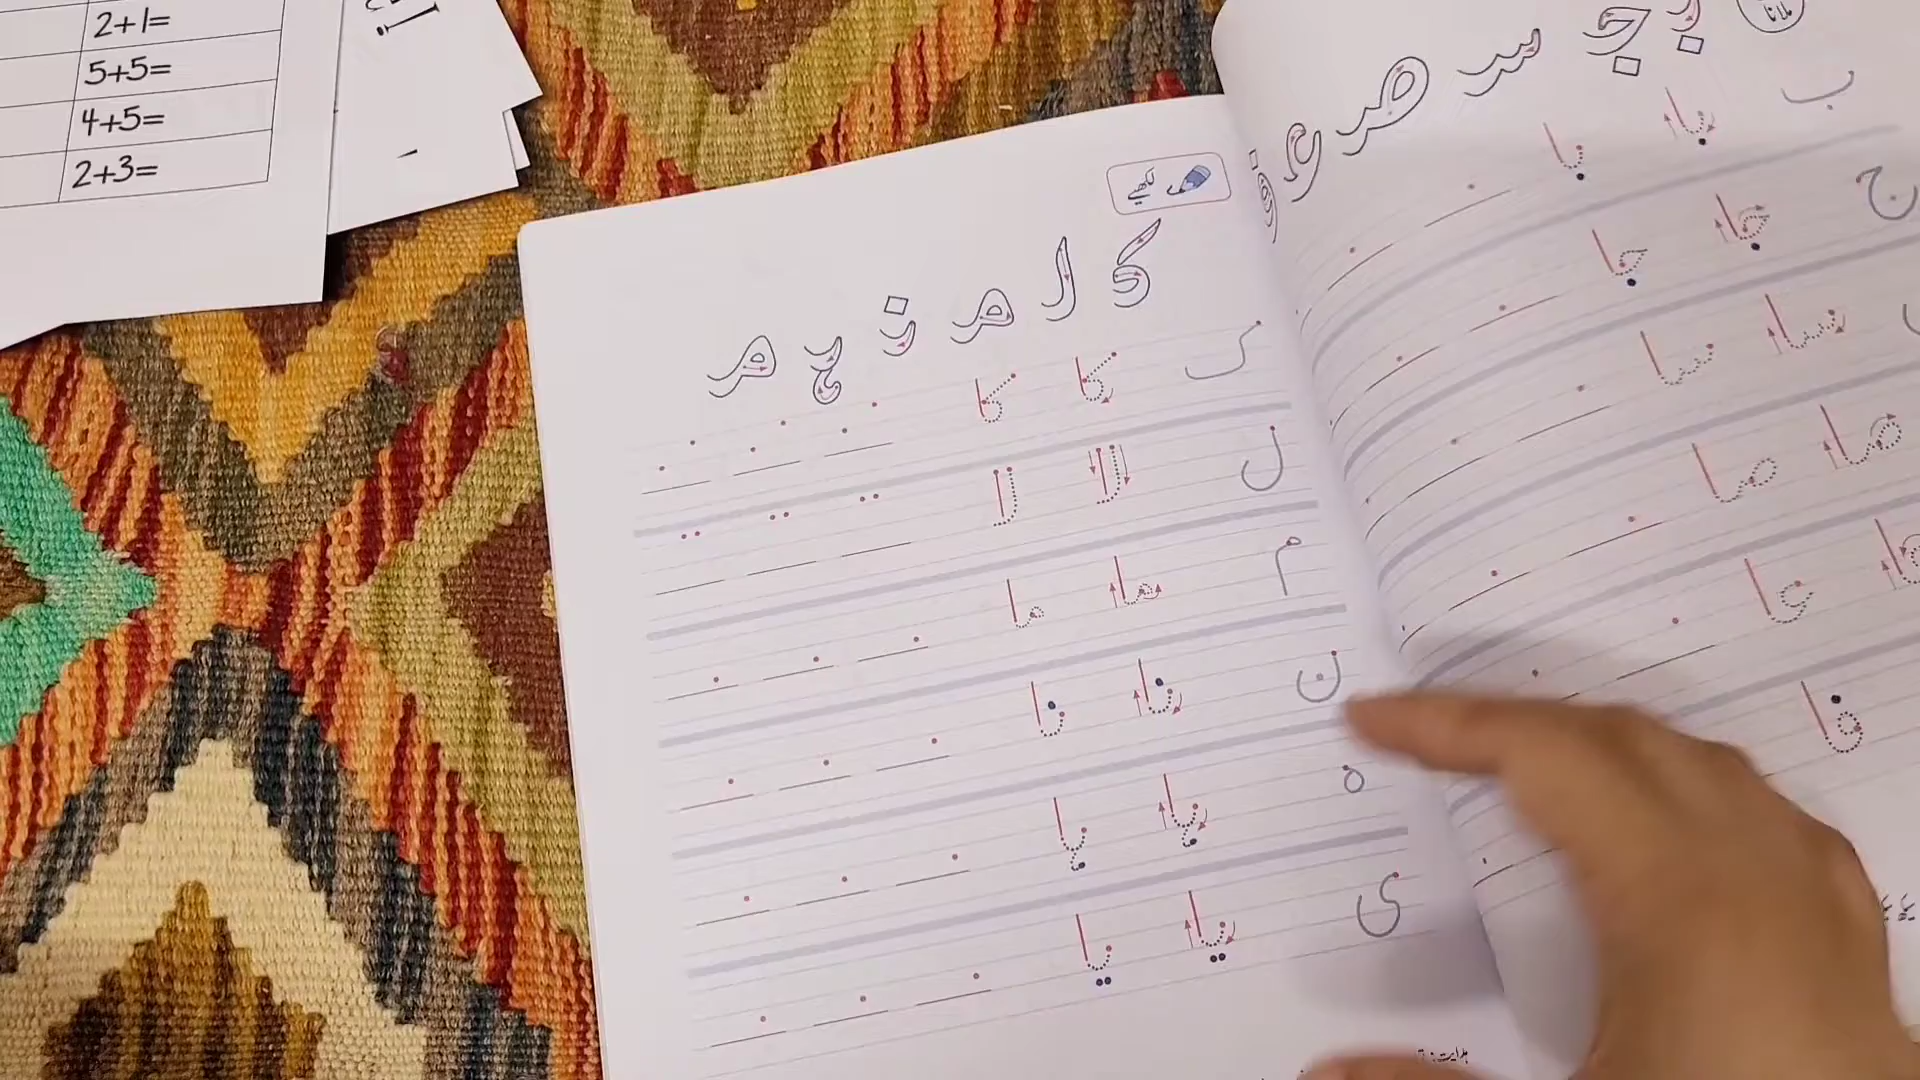 2+1=
5+5=
4+5=
2+3=
لکھیے
ک ل م ن ہ م
ک کا کا
ل لا لا
م ما ما
ن نا نا
ہ ہا ہا
ی یا یا
ب ج س ص ع ف
ب با با
ج جا جا
سا سا
صا صا
عا عا
فا
ہدایت: